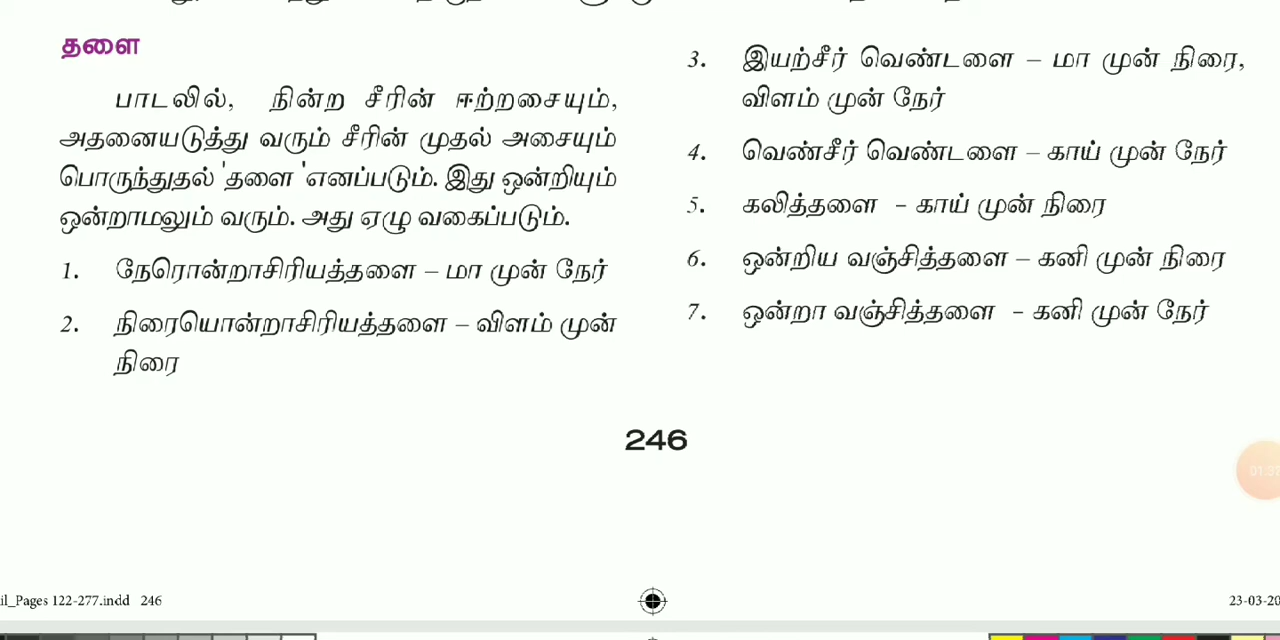 தளை
பாடலில், நின்ற சீரின் ஈற்றசையும்,
அதனையடுத்து வரும் சீரின் முதல் அசையும்
பொருந்துதல் 'தளை 'எனப்படும். இது ஒன்றியும்
ஒன்றாமலும் வரும். அது ஏழு வகைப்படும்.
1. நேரொன்றாசிரியத்தளை – மா முன் நேர்
2. நிரையொன்றாசிரியத்தளை – விளம் முன்
நிரை
3. இயற்சீர் வெண்டளை – மா முன் நிரை,
விளம் முன் நேர்
4. வெண்சீர் வெண்டளை – காய் முன் நேர்
5. கலித்தளை - காய் முன் நிரை
6. ஒன்றிய வஞ்சித்தளை – கனி முன் நிரை
7. ஒன்றா வஞ்சித்தளை - கனி முன் நேர்
246
01:37
il_Pages 122-277.indd 246
23-03-20